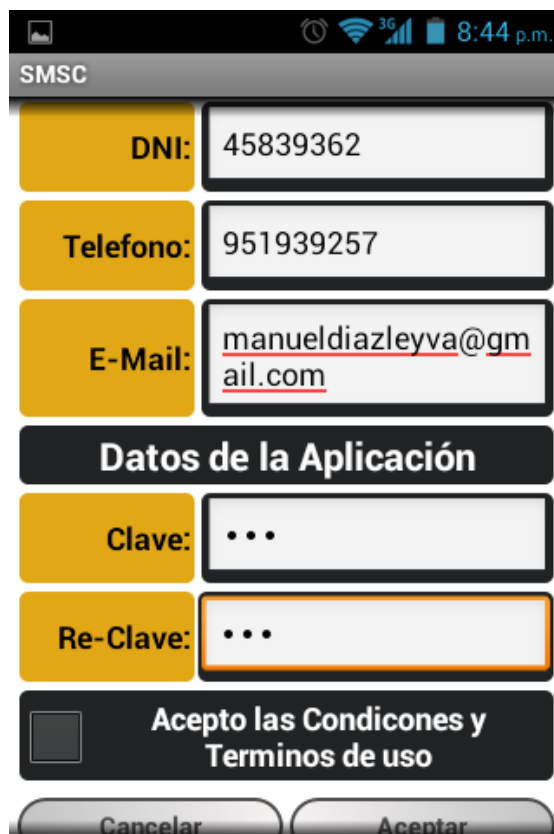 3G 8:44 p.m.
SMSC
DNI: 45839362
Telefono: 951939257
E-Mail: manueldiazleyva@gm
ail.com
Datos de la Aplicación
Clave: •••
Re-Clave: •••
Acepto las Condicones y
Terminos de uso
Cancelar Aceptar